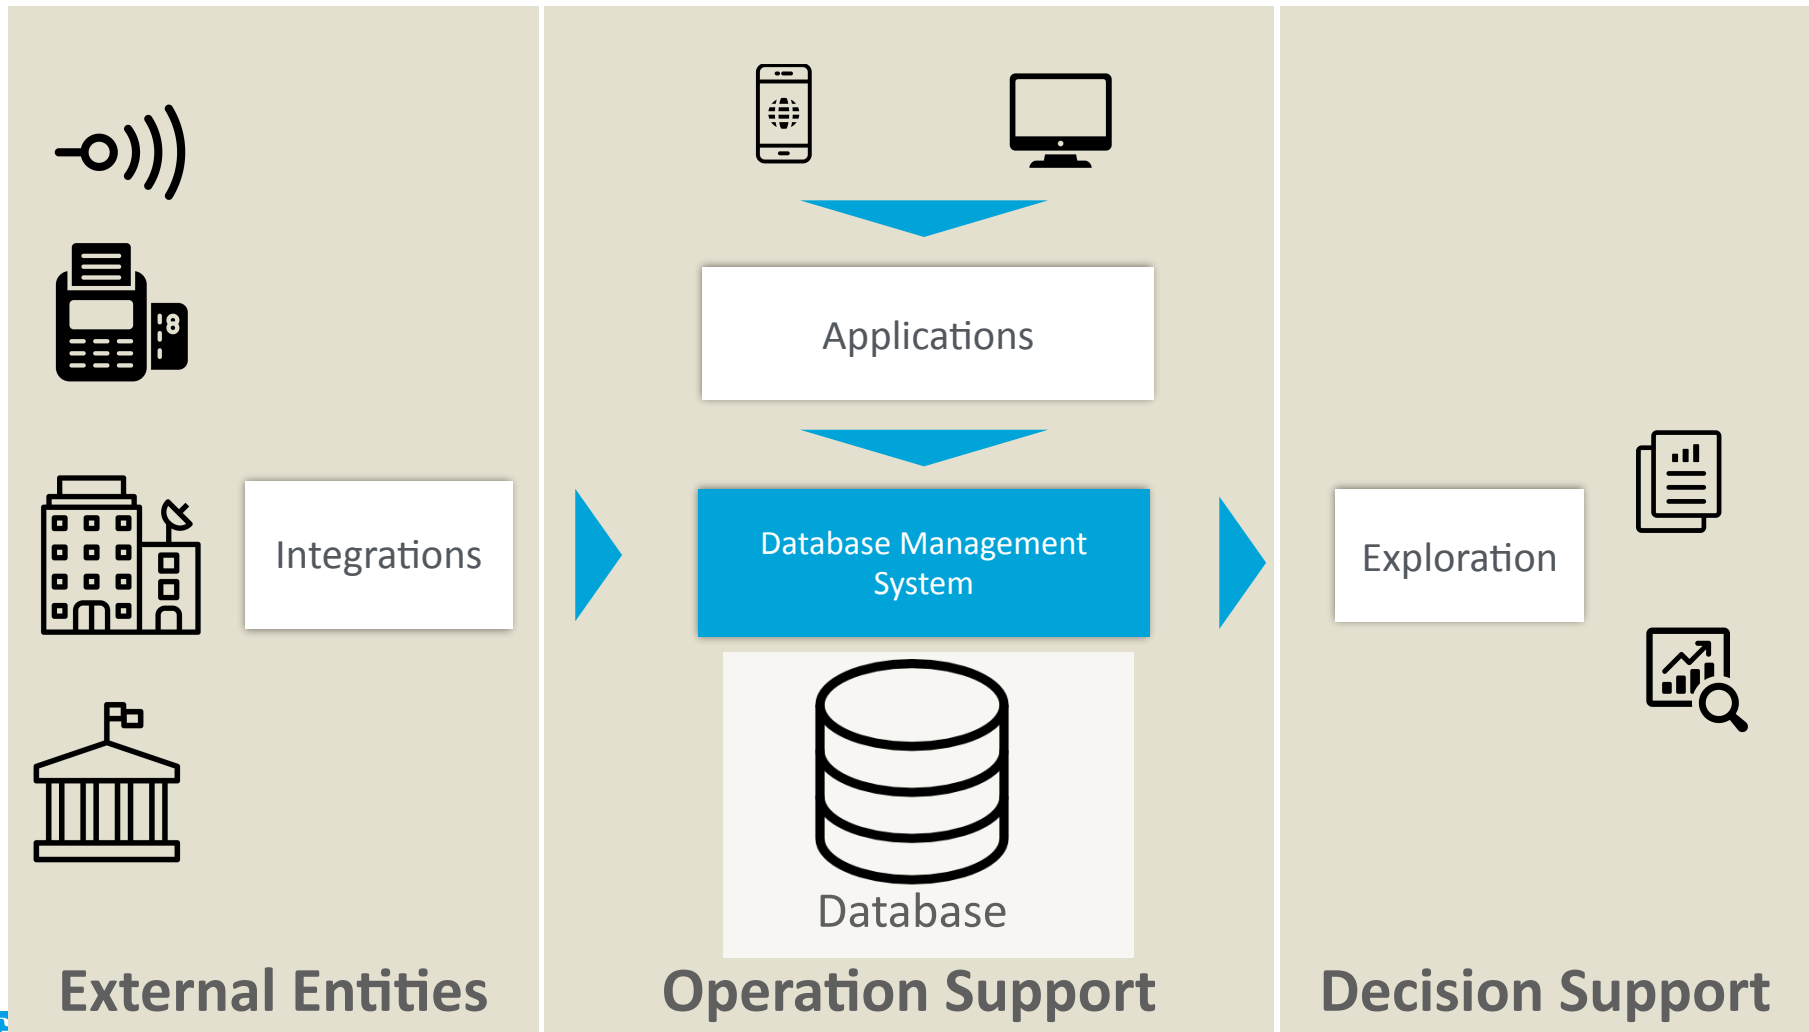 Applications
Integrations
Database Management
System
Exploration
Database
External Entities
Operation Support
Decision Support